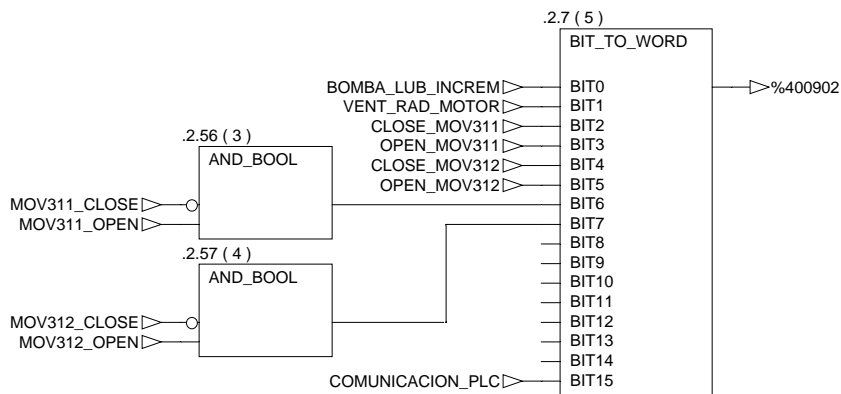 .2.7 ( 5 )
BIT_TO_WORD
BOMBA_LUB_INCREM BIT0 %400902
VENT_RAD_MOTOR BIT1
CLOSE_MOV311 BIT2
.2.56 ( 3 )
OPEN_MOV311 BIT3
AND_BOOL
CLOSE_MOV312 BIT4
OPEN_MOV312 BIT5
MOV311_CLOSE BIT6
MOV311_OPEN BIT7
BIT8
.2.57 ( 4 )
BIT9
AND_BOOL
BIT10
BIT11
MOV312_CLOSE BIT12
MOV312_OPEN BIT13
BIT14
COMUNICACION_PLC BIT15